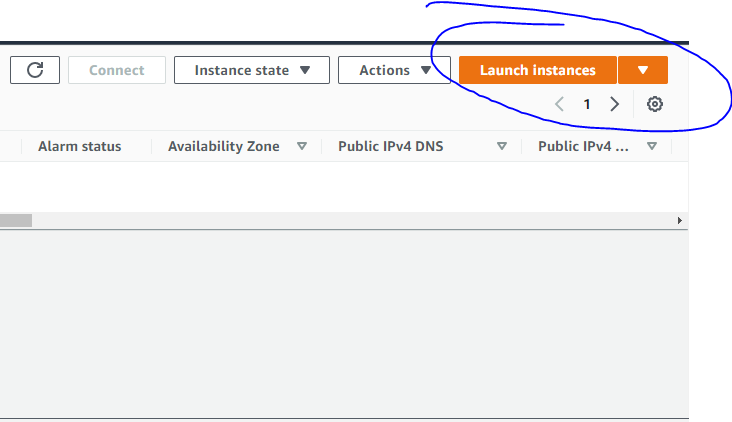 Connect Instance state Actions Launch instances
1
Alarm status Availability Zone Public IPv4 DNS Public IPv4 ...